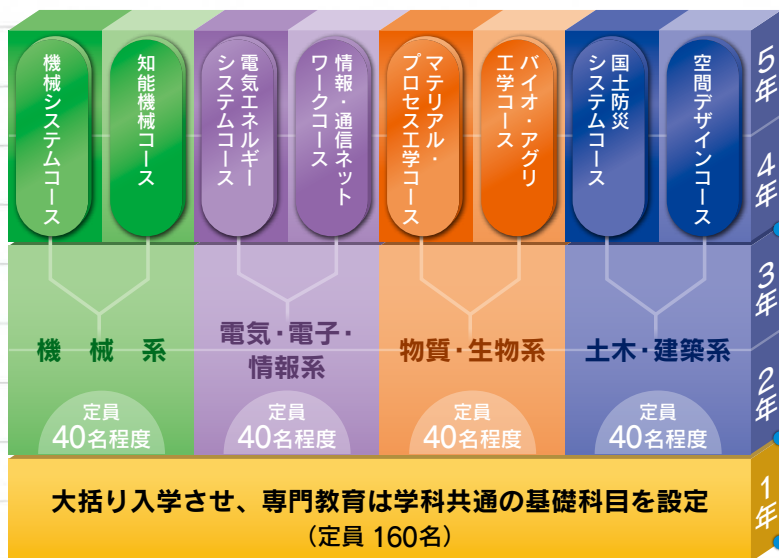 機械システムコース
知能機械コース
電気エネルギー
システムコース
情報・通信ネット
ワークコース
マテリアル・
プロセス工学コース
バイオ・アグリ
工学コース
国土防災
システムコース
空間デザインコース
5年
4年
3年
2年
1年
機械系
電気・電子・
情報系
物質・生物系
土木・建築系
定員
40名程度
定員
40名程度
定員
40名程度
定員
40名程度
大括り入学させ、専門教育は学科共通の基礎科目を設定
(定員 160名)